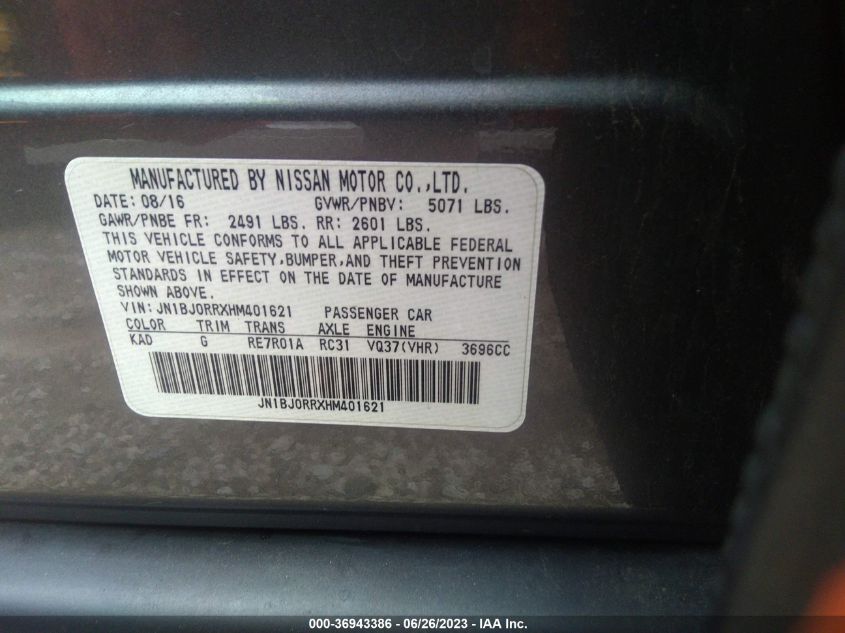 MANUFACTURED BY NISSAN MOTOR CO.,LTD.
DATE: 08/16 GVWR/PNBV: 5071 LBS.
GAWR/PNBE FR: 2491 LBS. RR: 2601 LBS.
THIS VEHICLE CONFORMS TO ALL APPLICABLE FEDERAL
MOTOR VEHICLE SAFETY,BUMPER,AND THEFT PREVENTION
STANDARDS IN EFFECT ON THE DATE OF MANUFACTURE
SHOWN ABOVE.
VIN: JN1BJ0RRXHM401621 PASSENGER CAR
COLOR TRIM TRANS AXLE ENGINE
KAD G RE7R01A RC31 VQ37(VHR) 3696CC
JN1BJ0RRXHM401621
000-36943386 - 06/26/2023 - IAA Inc.